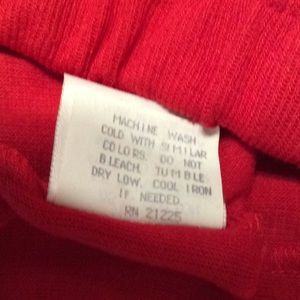 MACHINE WASH
COLD WITH SIMILAR
COLORS. DO NOT
BLEACH. TUMBLE
DRY LOW. COOL IRON
IF NEEDED.
RN 21225